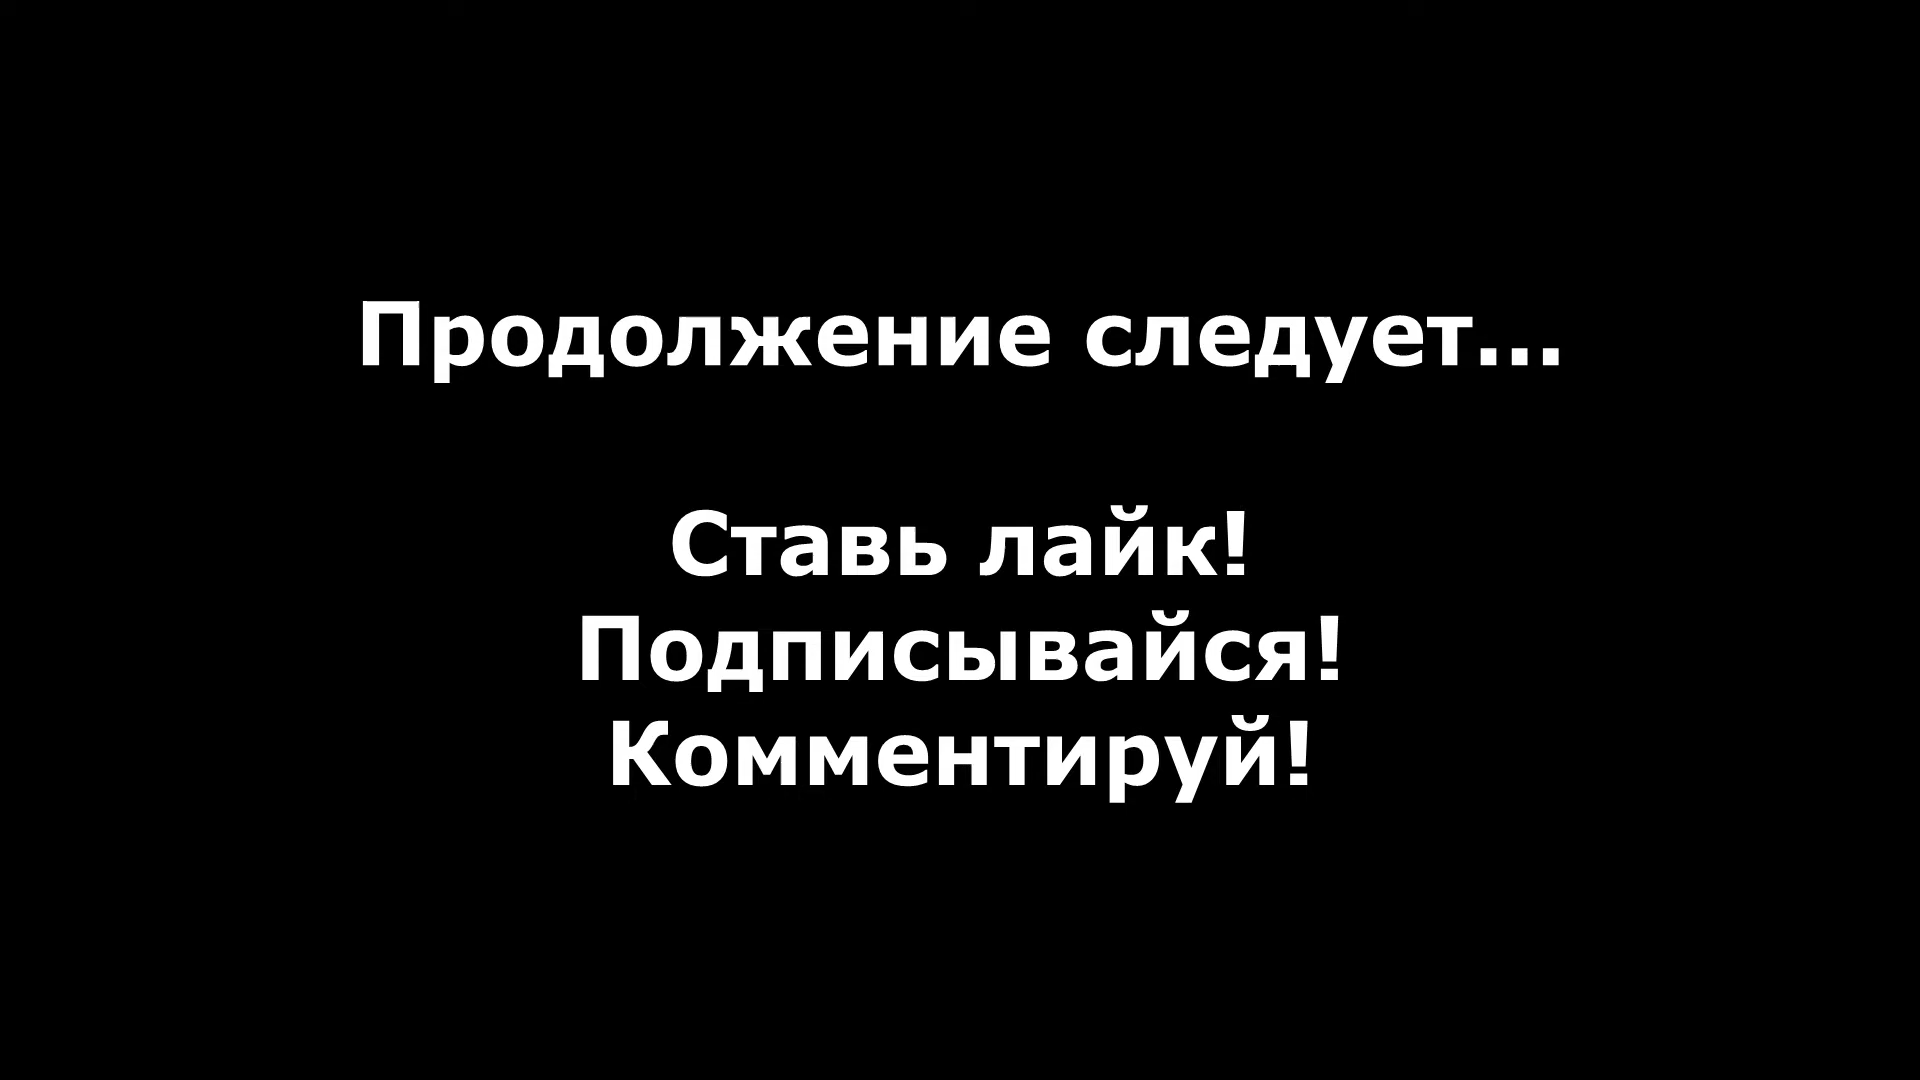 Продолжение следует...
Ставь лайк!
Подписывайся!
Комментируй!